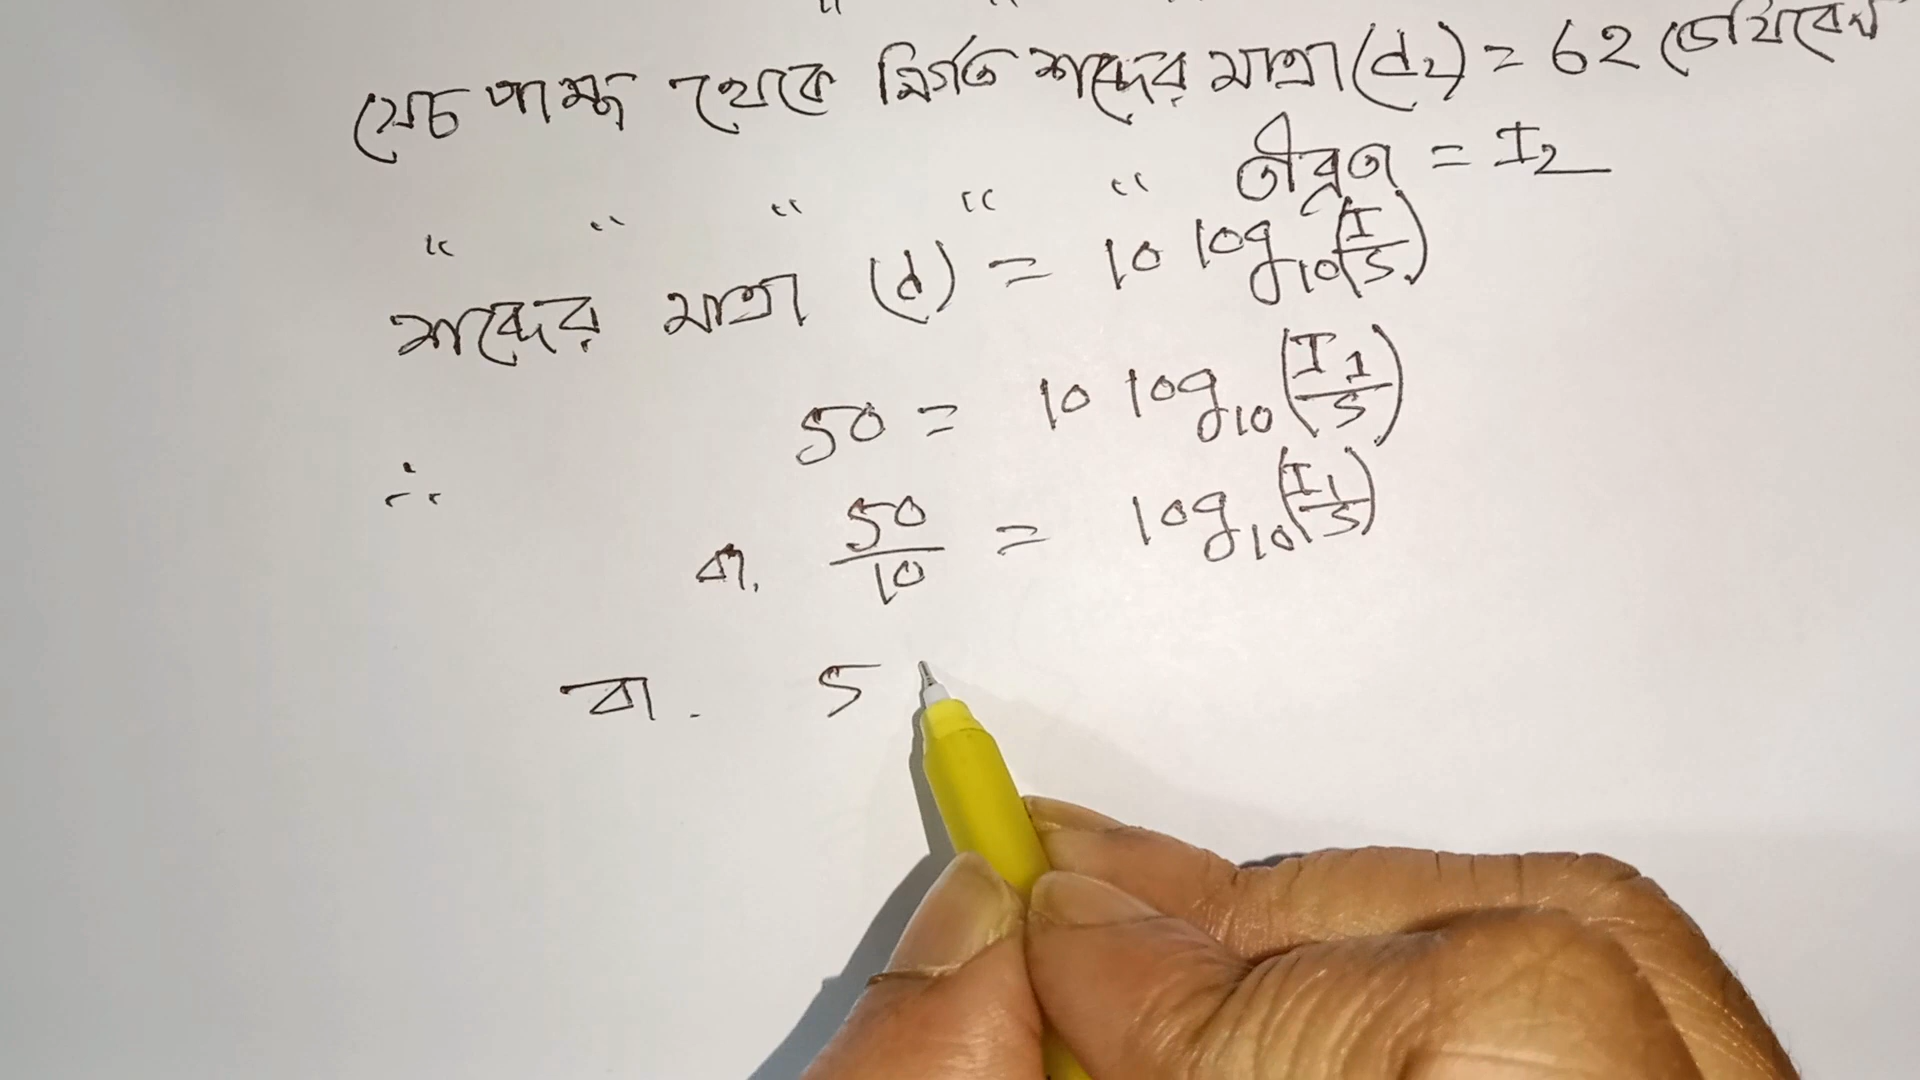 সেচ পাম্প থেকে নির্গত শব্দের মাত্রা (d₂) = 62 ডেসিবেল
" " " " " তীব্রতা = I₂
শব্দের মাত্রা (d) = 10 log₁₀(I/S)
∴ 50 = 10 log₁₀(I₁/S)
বা, 50/10 = log₁₀(I₁/S)
বা. 5